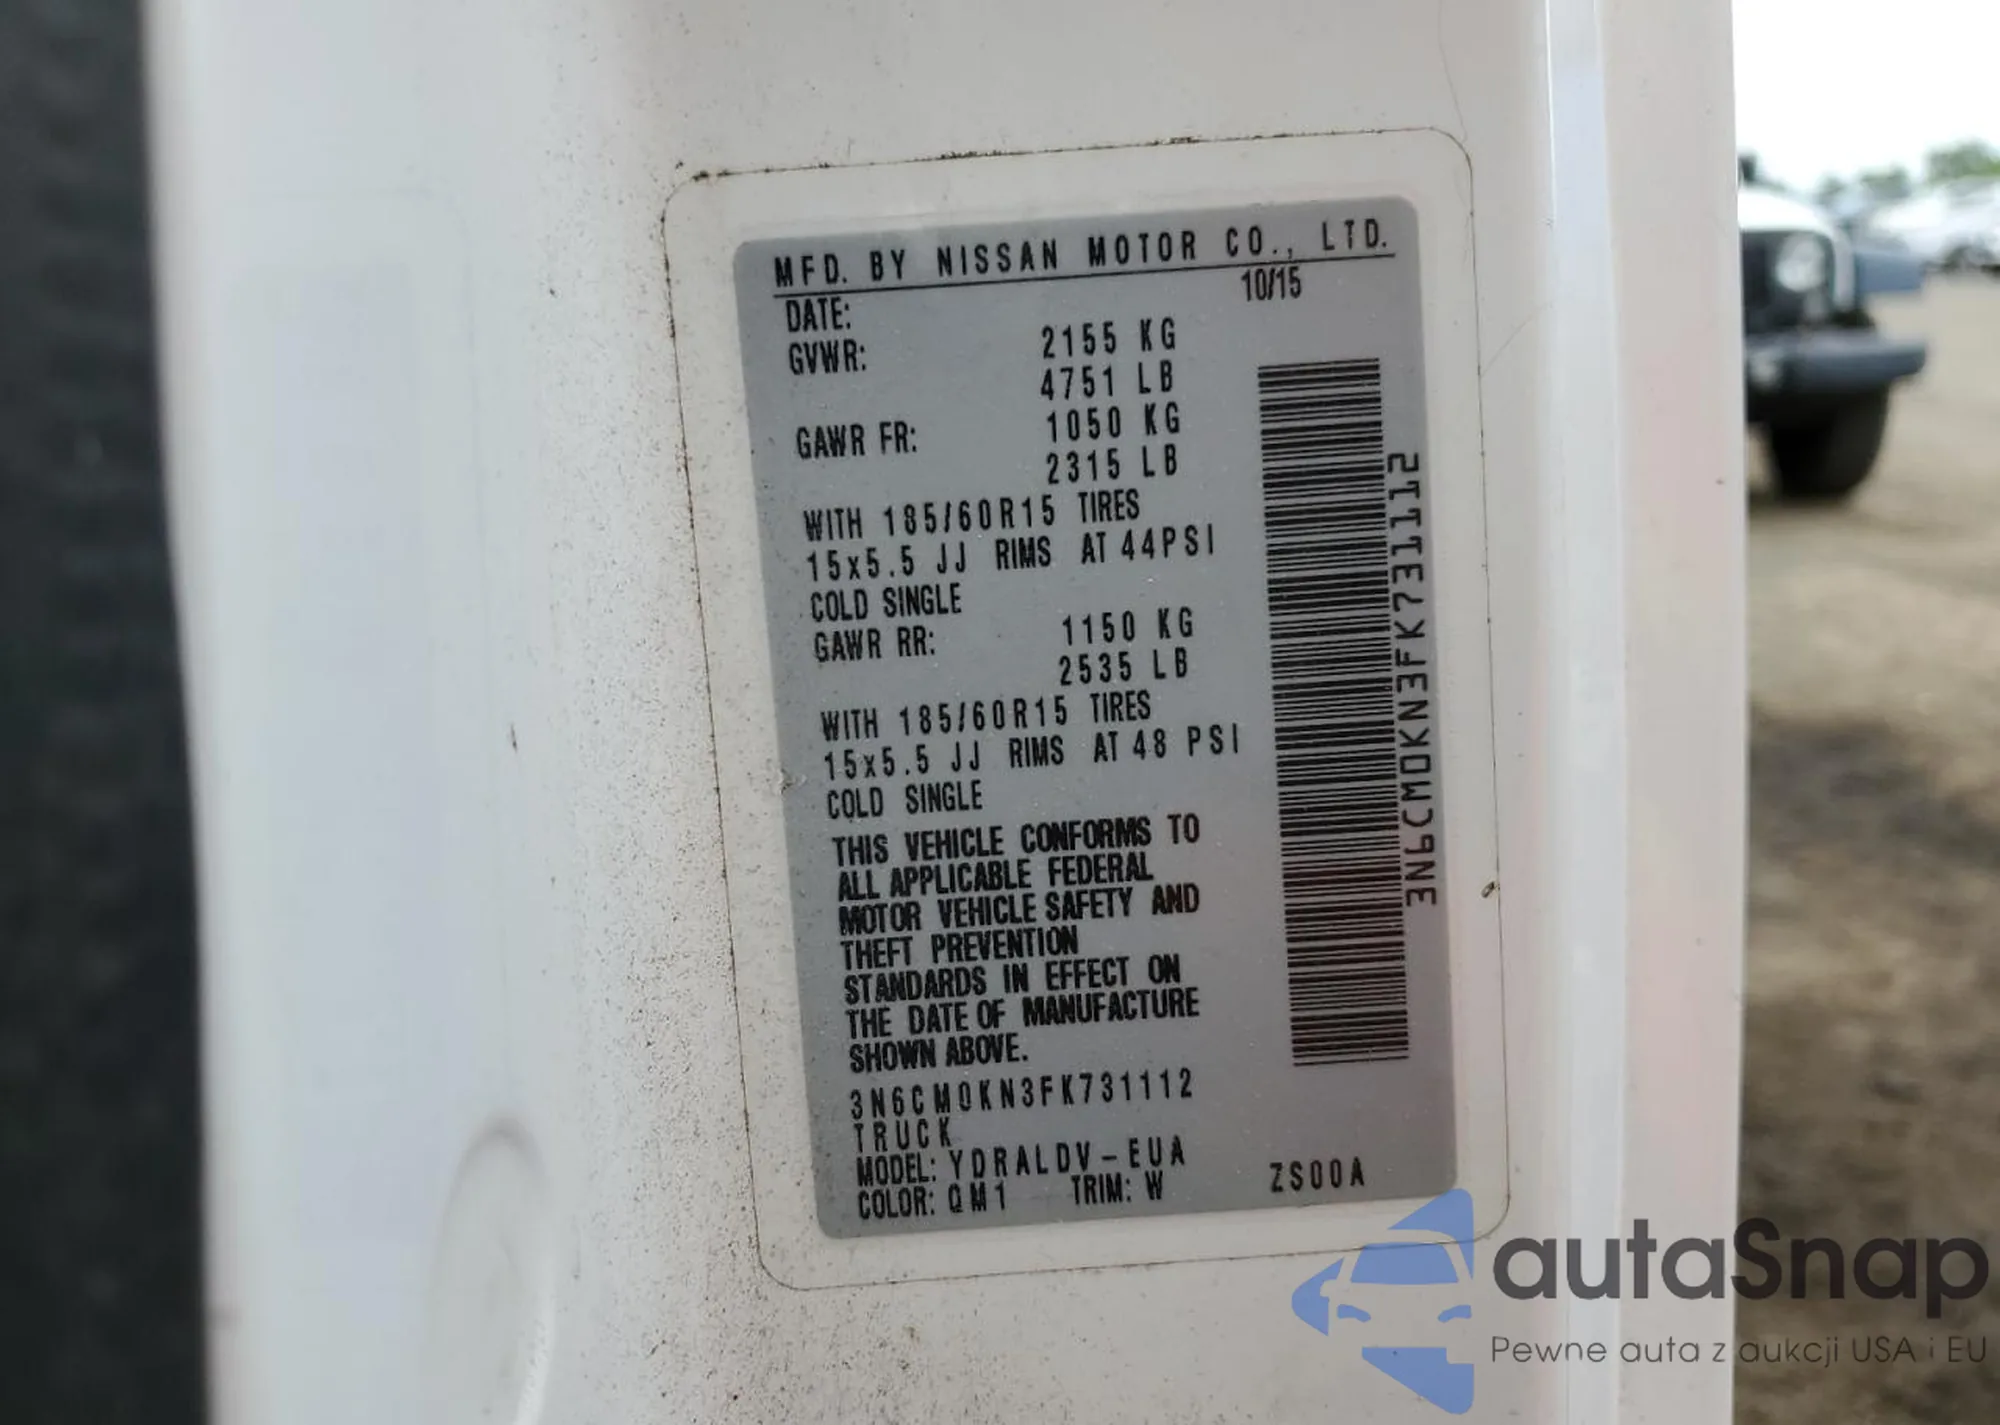 MFD. BY NISSAN MOTOR CO., LTD.
DATE: 10/15
GVWR: 2155 KG
4751 LB
GAWR FR: 1050 KG
2315 LB
WITH 185/60R15 TIRES
15x5.5 JJ RIMS AT 44PSI
COLD SINGLE
GAWR RR: 1150 KG
2535 LB
WITH 185/60R15 TIRES
15x5.5 JJ RIMS AT 48 PSI
COLD SINGLE
THIS VEHICLE CONFORMS TO
ALL APPLICABLE FEDERAL
MOTOR VEHICLE SAFETY AND
THEFT PREVENTION
STANDARDS IN EFFECT ON
THE DATE OF MANUFACTURE
SHOWN ABOVE.
3N6CM0KN3FK731112
TRUCK
MODEL: YDRALDV-EUA
COLOR: QM1 TRIM: W ZS00A
3N6CM0KN3FK731112
autaSnap
Pewne auta z aukcji USA i EU